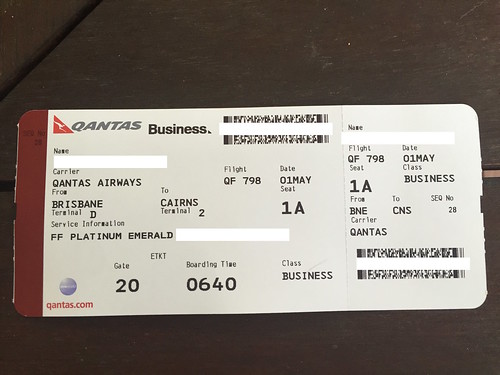 QANTAS Business.
Name
Carrier
QANTAS AIRWAYS
Flight Date
QF 798 01MAY
From To Seat
BRISBANE CAIRNS 1A
Terminal D Terminal 2
Service Information
FF PLATINUM EMERALD
ETKT
Gate Boarding Time Class
20 0640 BUSINESS
qantas.com
Name
Flight Date
QF 798 01MAY
Seat Class
1A BUSINESS
From To SEQ No
BNE CNS 28
Carrier
QANTAS